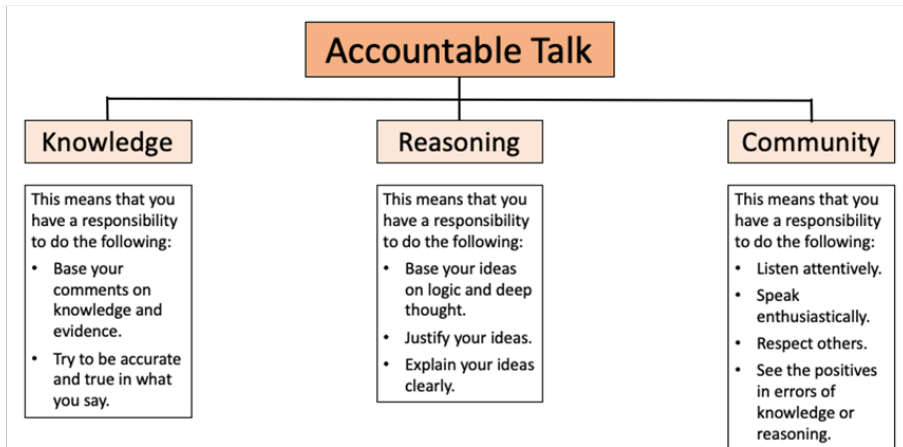 Accountable Talk
Knowledge
This means that you
have a responsibility
to do the following:
• Base your
comments on
knowledge and
evidence.
• Try to be accurate
and true in what
you say.
Reasoning
This means that you
have a responsibility
to do the following:
• Base your ideas
on logic and deep
thought.
• Justify your ideas.
• Explain your ideas
clearly.
Community
This means that you
have a responsibility
to do the following:
• Listen attentively.
• Speak
enthusiastically.
• Respect others.
• See the positives
in errors of
knowledge or
reasoning.